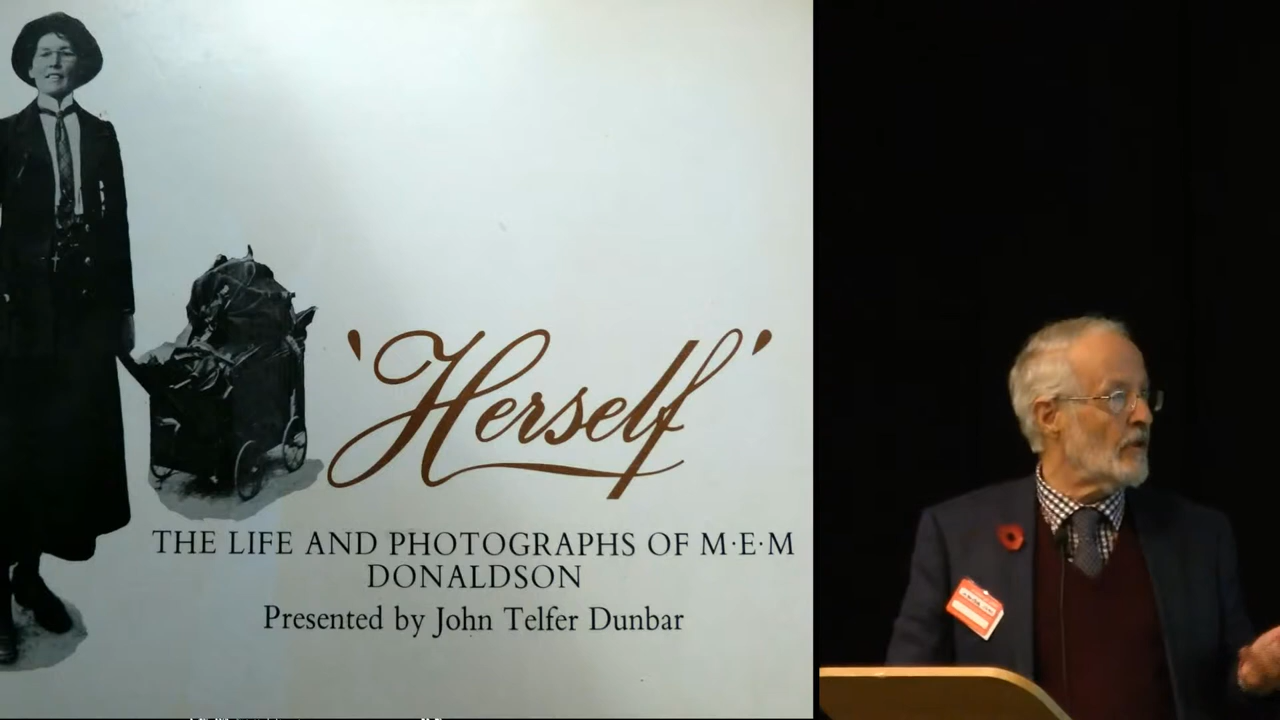 'Herself'
THE LIFE AND PHOTOGRAPHS OF M·E·M
DONALDSON
Presented by John Telfer Dunbar